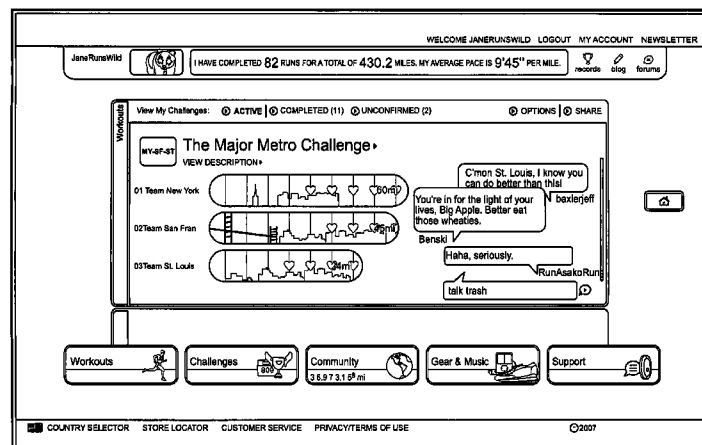 WELCOME JANERUNSWILD LOGOUT MY ACCOUNT NEWSLETTER
JaneRunsWild
I HAVE COMPLETED 82 RUNS FOR A TOTAL OF 430.2 MILES. MY AVERAGE PACE IS 9'45" PER MILE.
records blog forums
Workouts
View My Challenges: ACTIVE COMPLETED (11) UNCONFIRMED (2) OPTIONS SHARE
MY-SF-ST
The Major Metro Challenge
VIEW DESCRIPTION
01 Team New York
60mi
02Team San Fran
45mi
03Team St. Louis
24mi
C'mon St. Louis, I know you
can do better than this!
baxlerjeff
You're in for the light of your
lives, Big Apple. Better eat
those wheaties.
Benski
Haha, seriously.
RunAsakoRun
talk trash
Workouts
Challenges
Community
Gear & Music
Support
COUNTRY SELECTOR STORE LOCATOR CUSTOMER SERVICE PRIVACY/TERMS OF USE
2007